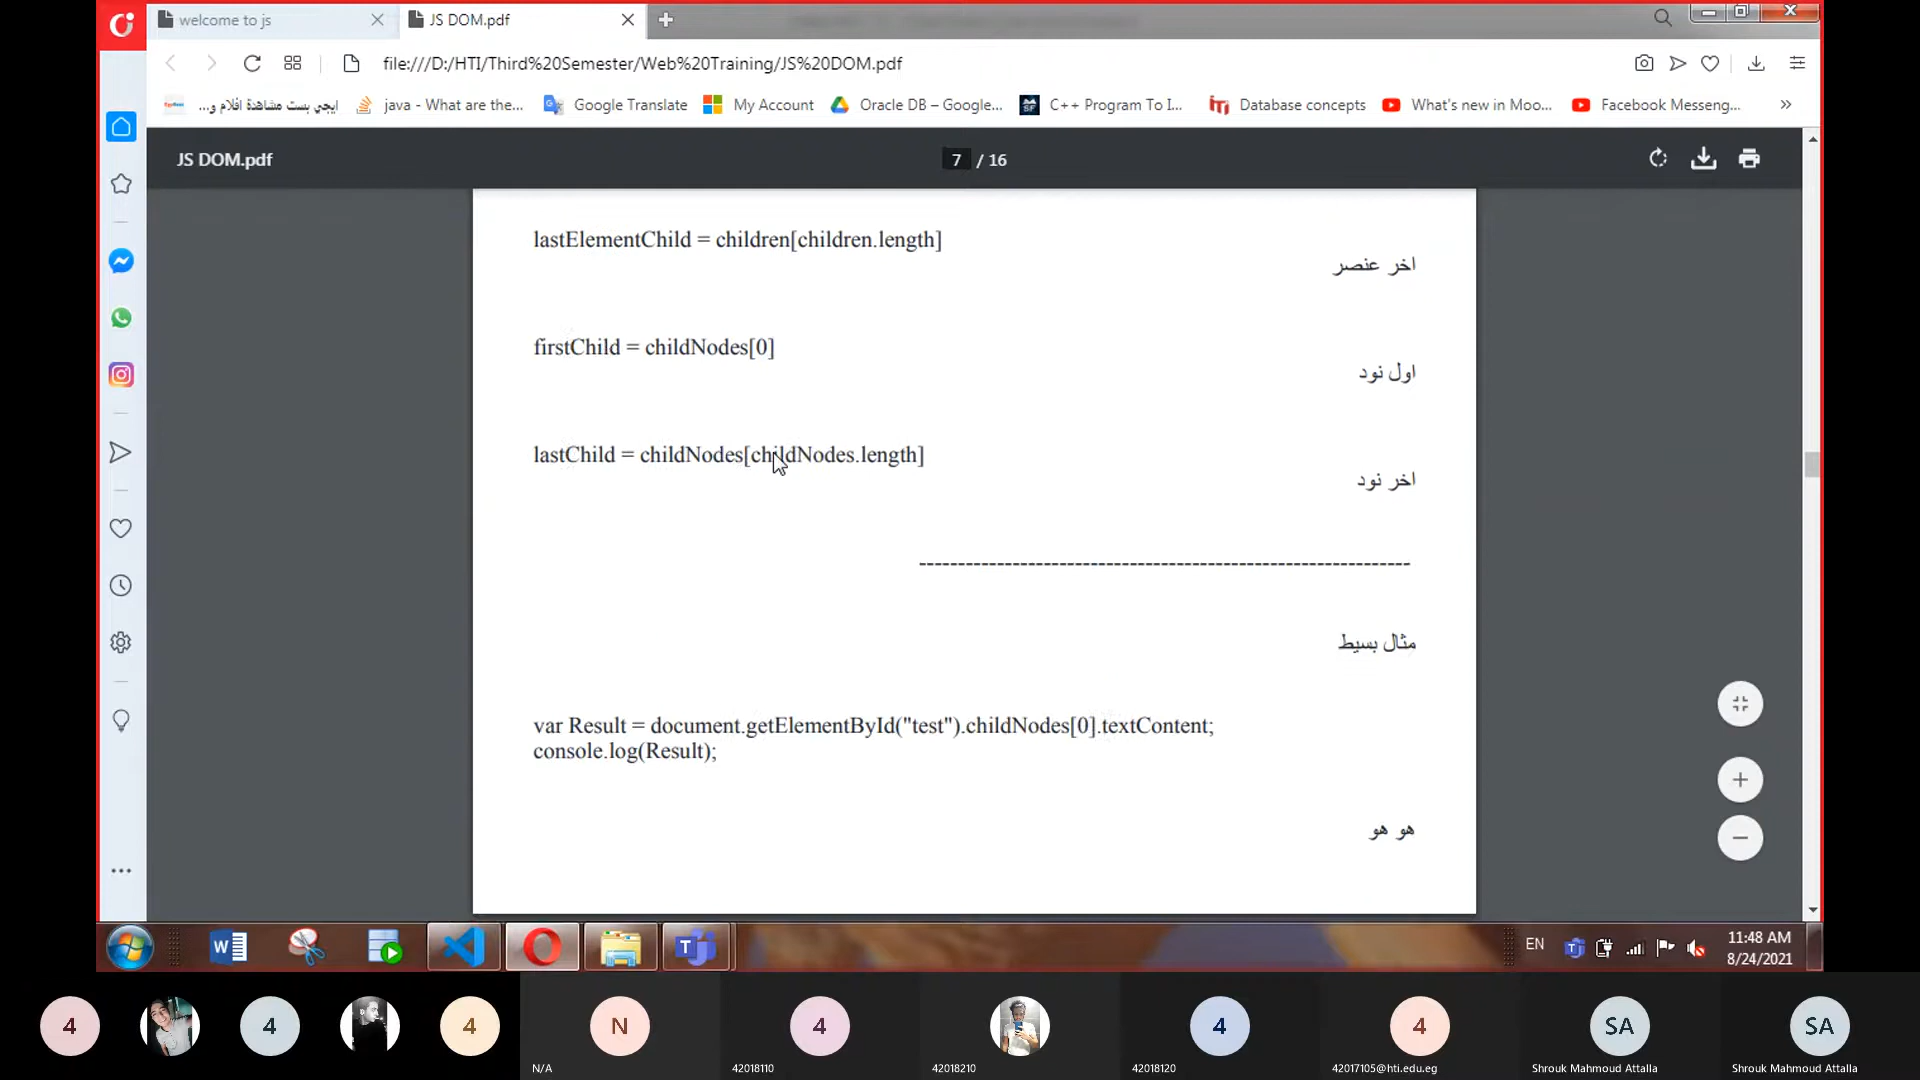 welcome to js
JS DOM.pdf
file:///D:/HTI/Third%20Semester/Web%20Training/JS%20DOM.pdf
ايجي بست مشاهدة افلام و...
java - What are the...
Google Translate
My Account
Oracle DB – Google...
C++ Program To I...
Database concepts
What's new in Moo...
Facebook Messeng...
JS DOM.pdf
7 / 16
lastElementChild = children[children.length]
اخر عنصر
firstChild = childNodes[0]
اول نود
lastChild = childNodes[childNodes.length]
اخر نود
---------------------------------------------------------------
مثال بسيط
var Result = document.getElementById("test").childNodes[0].textContent;
console.log(Result);
هو هو
EN
11:48 AM
8/24/2021
4
4
4
N
4
4
4
SA
SA
N/A
42018110
42018210
42018120
42017105@hti.edu.eg
Shrouk Mahmoud Attalla
Shrouk Mahmoud Attalla